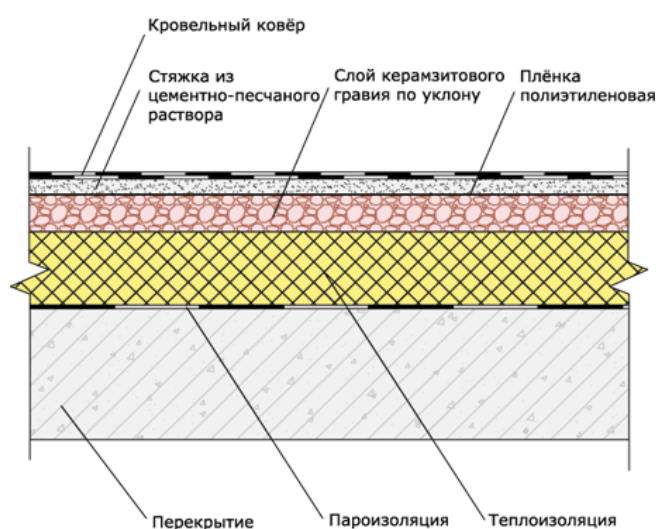 Кровельный ковёр
Стяжка из
цементно-песчаного
раствора
Слой керамзитового
гравия по уклону
Плёнка
полиэтиленовая
Перекрытие
Пароизоляция
Теплоизоляция